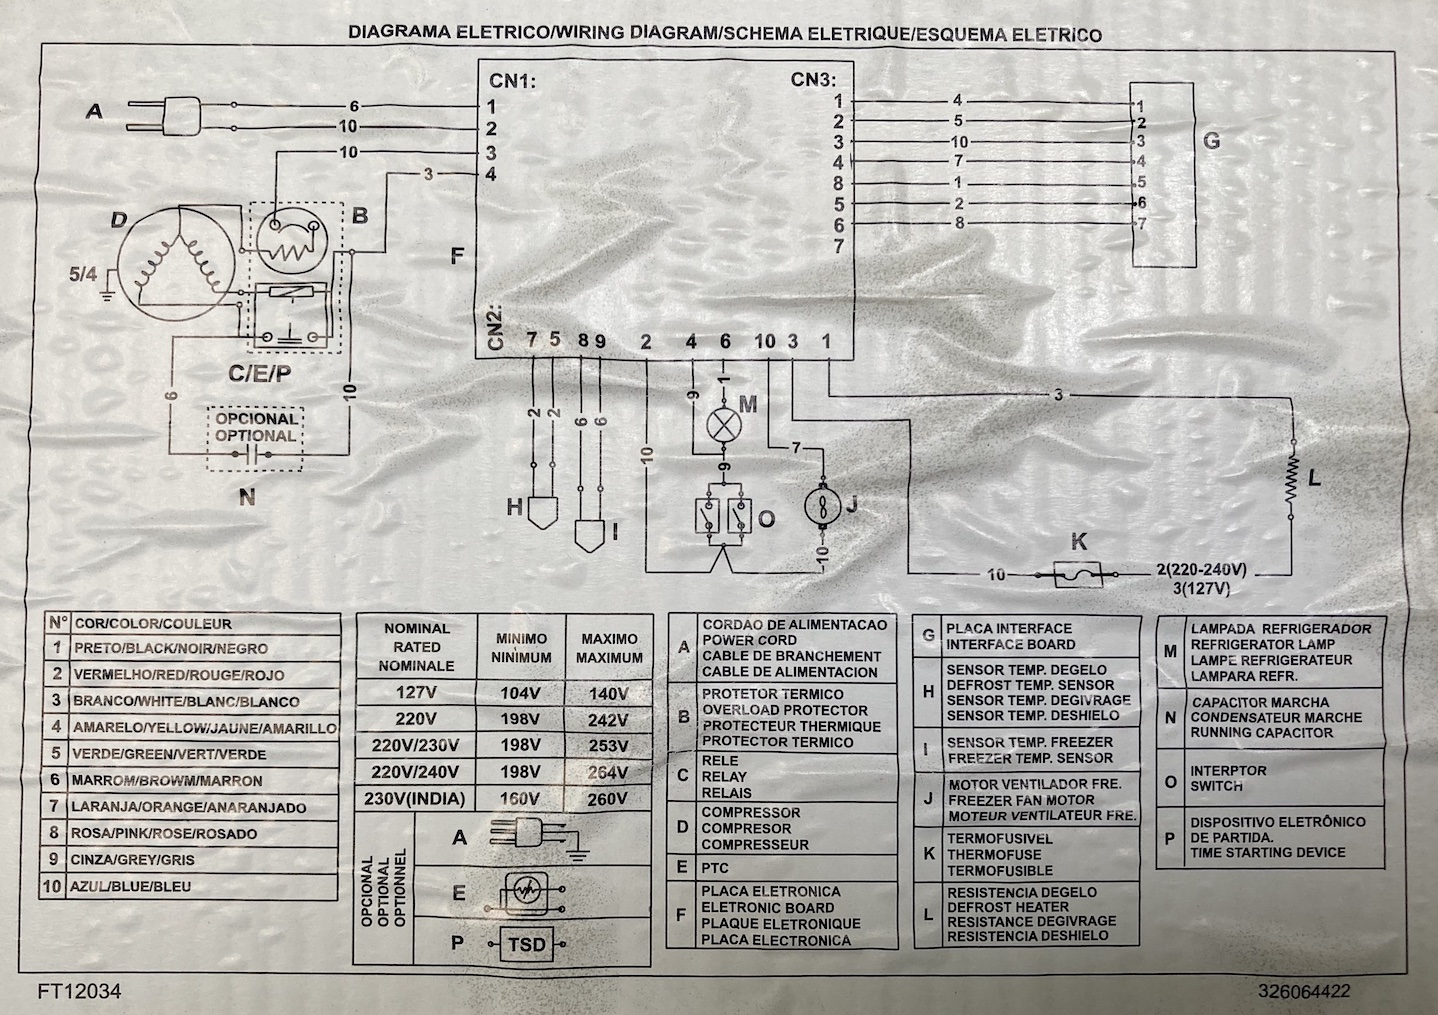 DIAGRAMA ELETRICO/WIRING DIAGRAM/SCHEMA ELETRIQUE/ESQUEMA ELETRICO
CN1:
CN3:
A
6
10
10
3
1
2
3
4
1
2
3
4
8
5
6
7
4
5
10
7
1
2
8
1
2
3
4
5
6
7
G
D
B
5/4
F
C/E/P
6
10
OPCIONAL
OPTIONAL
N
CN2:
7 5 8 9 2 4 6 10 3 1
2
2
6
6
10
9
1
M
9
7
3
H
I
O
J
10
L
K
10
2(220-240V)
3(127V)
N° COR/COLOR/COULEUR
1 PRETO/BLACK/NOIR/NEGRO
2 VERMELHO/RED/ROUGE/ROJO
3 BRANCO/WHITE/BLANC/BLANCO
4 AMARELO/YELLOW/JAUNE/AMARILLO
5 VERDE/GREEN/VERT/VERDE
6 MARROM/BROWM/MARRON
7 LARANJA/ORANGE/ANARANJADO
8 ROSA/PINK/ROSE/ROSADO
9 CINZA/GREY/GRIS
10 AZUL/BLUE/BLEU
NOMINAL
RATED
NOMINALE
MINIMO
NINIMUM
MAXIMO
MAXIMUM
127V 104V 140V
220V 198V 242V
220V/230V 198V 253V
220V/240V 198V 264V
230V(INDIA) 160V 260V
OPCIONAL
OPTIONAL
OPTIONNEL
A
E
P TSD
A
CORDAO DE ALIMENTACAO
POWER CORD
CABLE DE BRANCHEMENT
CABLE DE ALIMENTACION
B
PROTETOR TERMICO
OVERLOAD PROTECTOR
PROTECTEUR THERMIQUE
PROTECTOR TERMICO
C
RELE
RELAY
RELAIS
D
COMPRESSOR
COMPRESOR
COMPRESSEUR
E PTC
F
PLACA ELETRONICA
ELETRONIC BOARD
PLAQUE ELETRONIQUE
PLACA ELECTRONICA
G
PLACA INTERFACE
INTERFACE BOARD
H
SENSOR TEMP. DEGELO
DEFROST TEMP. SENSOR
SENSOR TEMP. DEGIVRAGE
SENSOR TEMP. DESHIELO
I
SENSOR TEMP. FREEZER
FREEZER TEMP. SENSOR
J
MOTOR VENTILADOR FRE.
FREEZER FAN MOTOR
MOTEUR VENTILATEUR FRE.
K
TERMOFUSIVEL
THERMOFUSE
TERMOFUSIBLE
L
RESISTENCIA DEGELO
DEFROST HEATER
RESISTANCE DEGIVRAGE
RESISTENCIA DESHIELO
M
LAMPADA REFRIGERADOR
REFRIGERATOR LAMP
LAMPE REFRIGERATEUR
LAMPARA REFR.
N
CAPACITOR MARCHA
CONDENSATEUR MARCHE
RUNNING CAPACITOR
O
INTERPTOR
SWITCH
P
DISPOSITIVO ELETRÔNICO
DE PARTIDA.
TIME STARTING DEVICE
FT12034
326064422